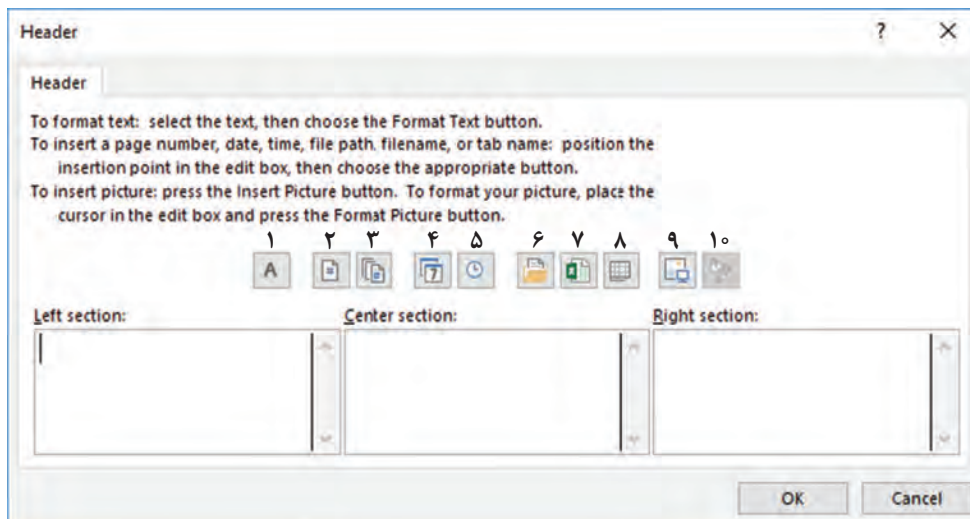 Header
Header
To format text: select the text, then choose the Format Text button.
To insert a page number, date, time, file path. filename, or tab name: position the
insertion point in the edit box, then choose the appropriate button.
To insert picture: press the Insert Picture button. To format your picture, place the
cursor in the edit box and press the Format Picture button.
۱ ۲ ۳ ۴ ۵ ۶ ۷ ۸ ۹ ۱۰
A 7
Left section: Center section: Right section:
OK Cancel